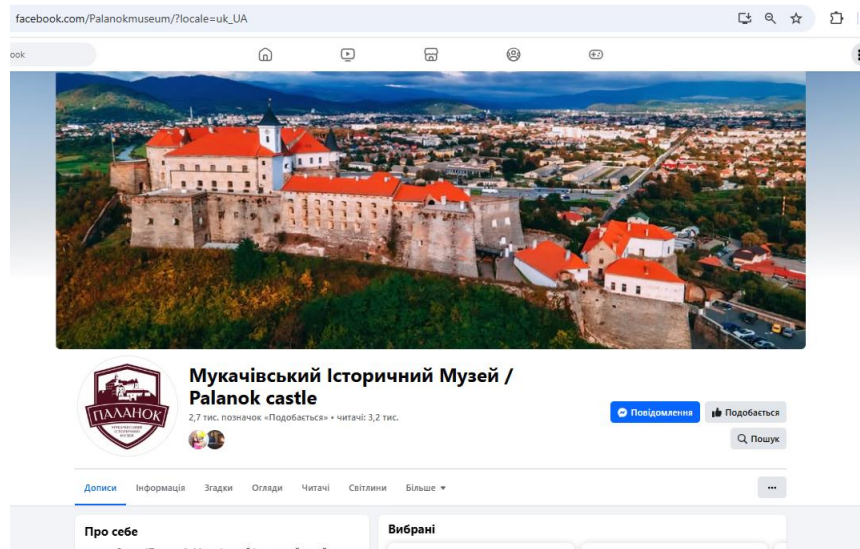 facebook.com/Palanokmuseum/?locale=uk_UA
ook
Мукачівський Історичний Музей /
Palanok castle
2,7 тис. позначок «Подобається» • читачі: 3,2 тис.
ПАЛАНОК
Повідомлення
Подобається
Пошук
Дописи Інформація Згадки Огляди Читачі Світлини Більше
Про себе
Вибрані